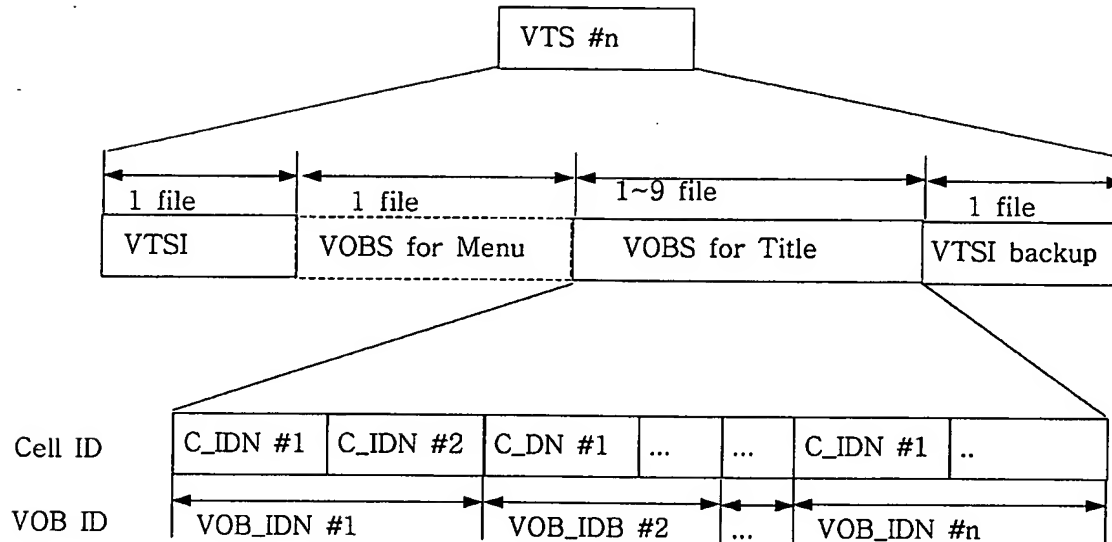 VTS #n
1 file 1 file 1~9 file 1 file
VTSI VOBS for Menu VOBS for Title VTSI backup
Cell ID C_IDN #1 C_IDN #2 C_DN #1 ... ... C_IDN #1 ..
VOB ID VOB_IDN #1 VOB_IDB #2 ... VOB_IDN #n